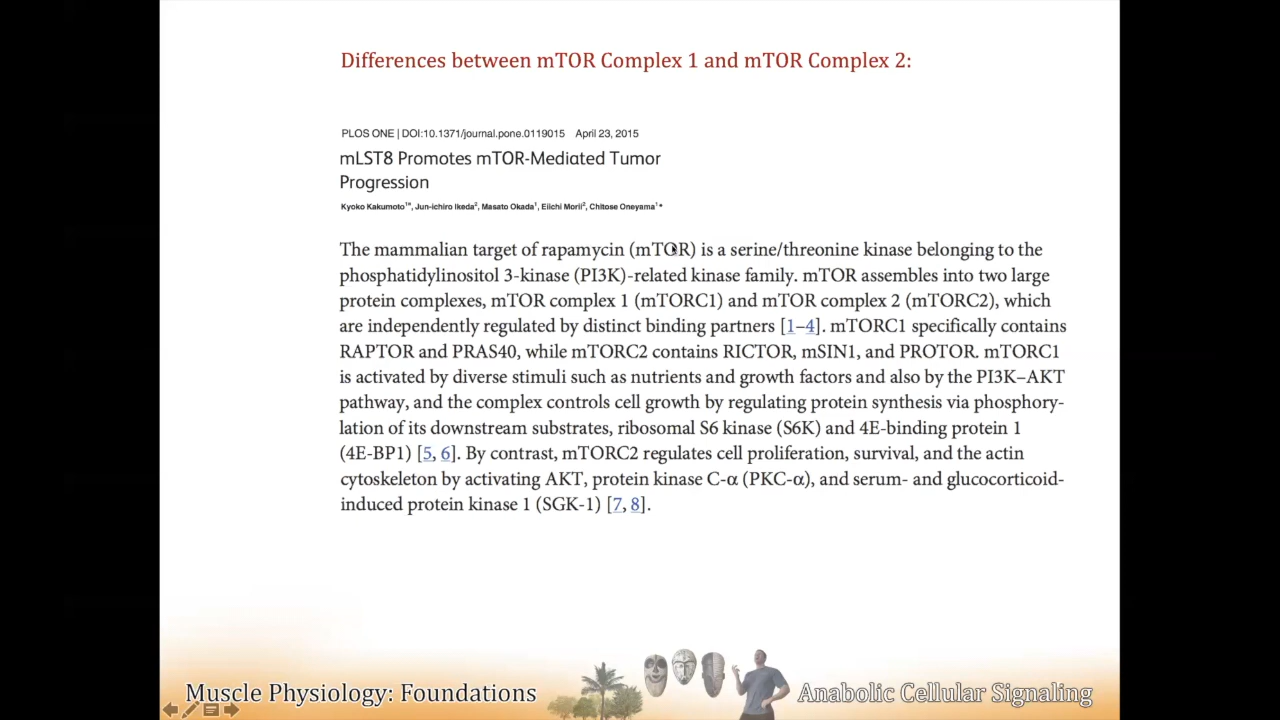 Differences between mTOR Complex 1 and mTOR Complex 2:
PLOS ONE | DOI:10.1371/journal.pone.0119015 April 23, 2015
mLST8 Promotes mTOR-Mediated Tumor
Progression
Kyoko Kakumoto¹¤, Jun-ichiro Ikeda², Masato Okada¹, Eiichi Morii², Chitose Oneyama¹*
The mammalian target of rapamycin (mTOR) is a serine/threonine kinase belonging to the
phosphatidylinositol 3-kinase (PI3K)-related kinase family. mTOR assembles into two large
protein complexes, mTOR complex 1 (mTORC1) and mTOR complex 2 (mTORC2), which
are independently regulated by distinct binding partners [1–4]. mTORC1 specifically contains
RAPTOR and PRAS40, while mTORC2 contains RICTOR, mSIN1, and PROTOR. mTORC1
is activated by diverse stimuli such as nutrients and growth factors and also by the PI3K–AKT
pathway, and the complex controls cell growth by regulating protein synthesis via phosphory-
lation of its downstream substrates, ribosomal S6 kinase (S6K) and 4E-binding protein 1
(4E-BP1) [5, 6]. By contrast, mTORC2 regulates cell proliferation, survival, and the actin
cytoskeleton by activating AKT, protein kinase C-α (PKC-α), and serum- and glucocorticoid-
induced protein kinase 1 (SGK-1) [7, 8].
Muscle Physiology: Foundations
Anabolic Cellular Signaling